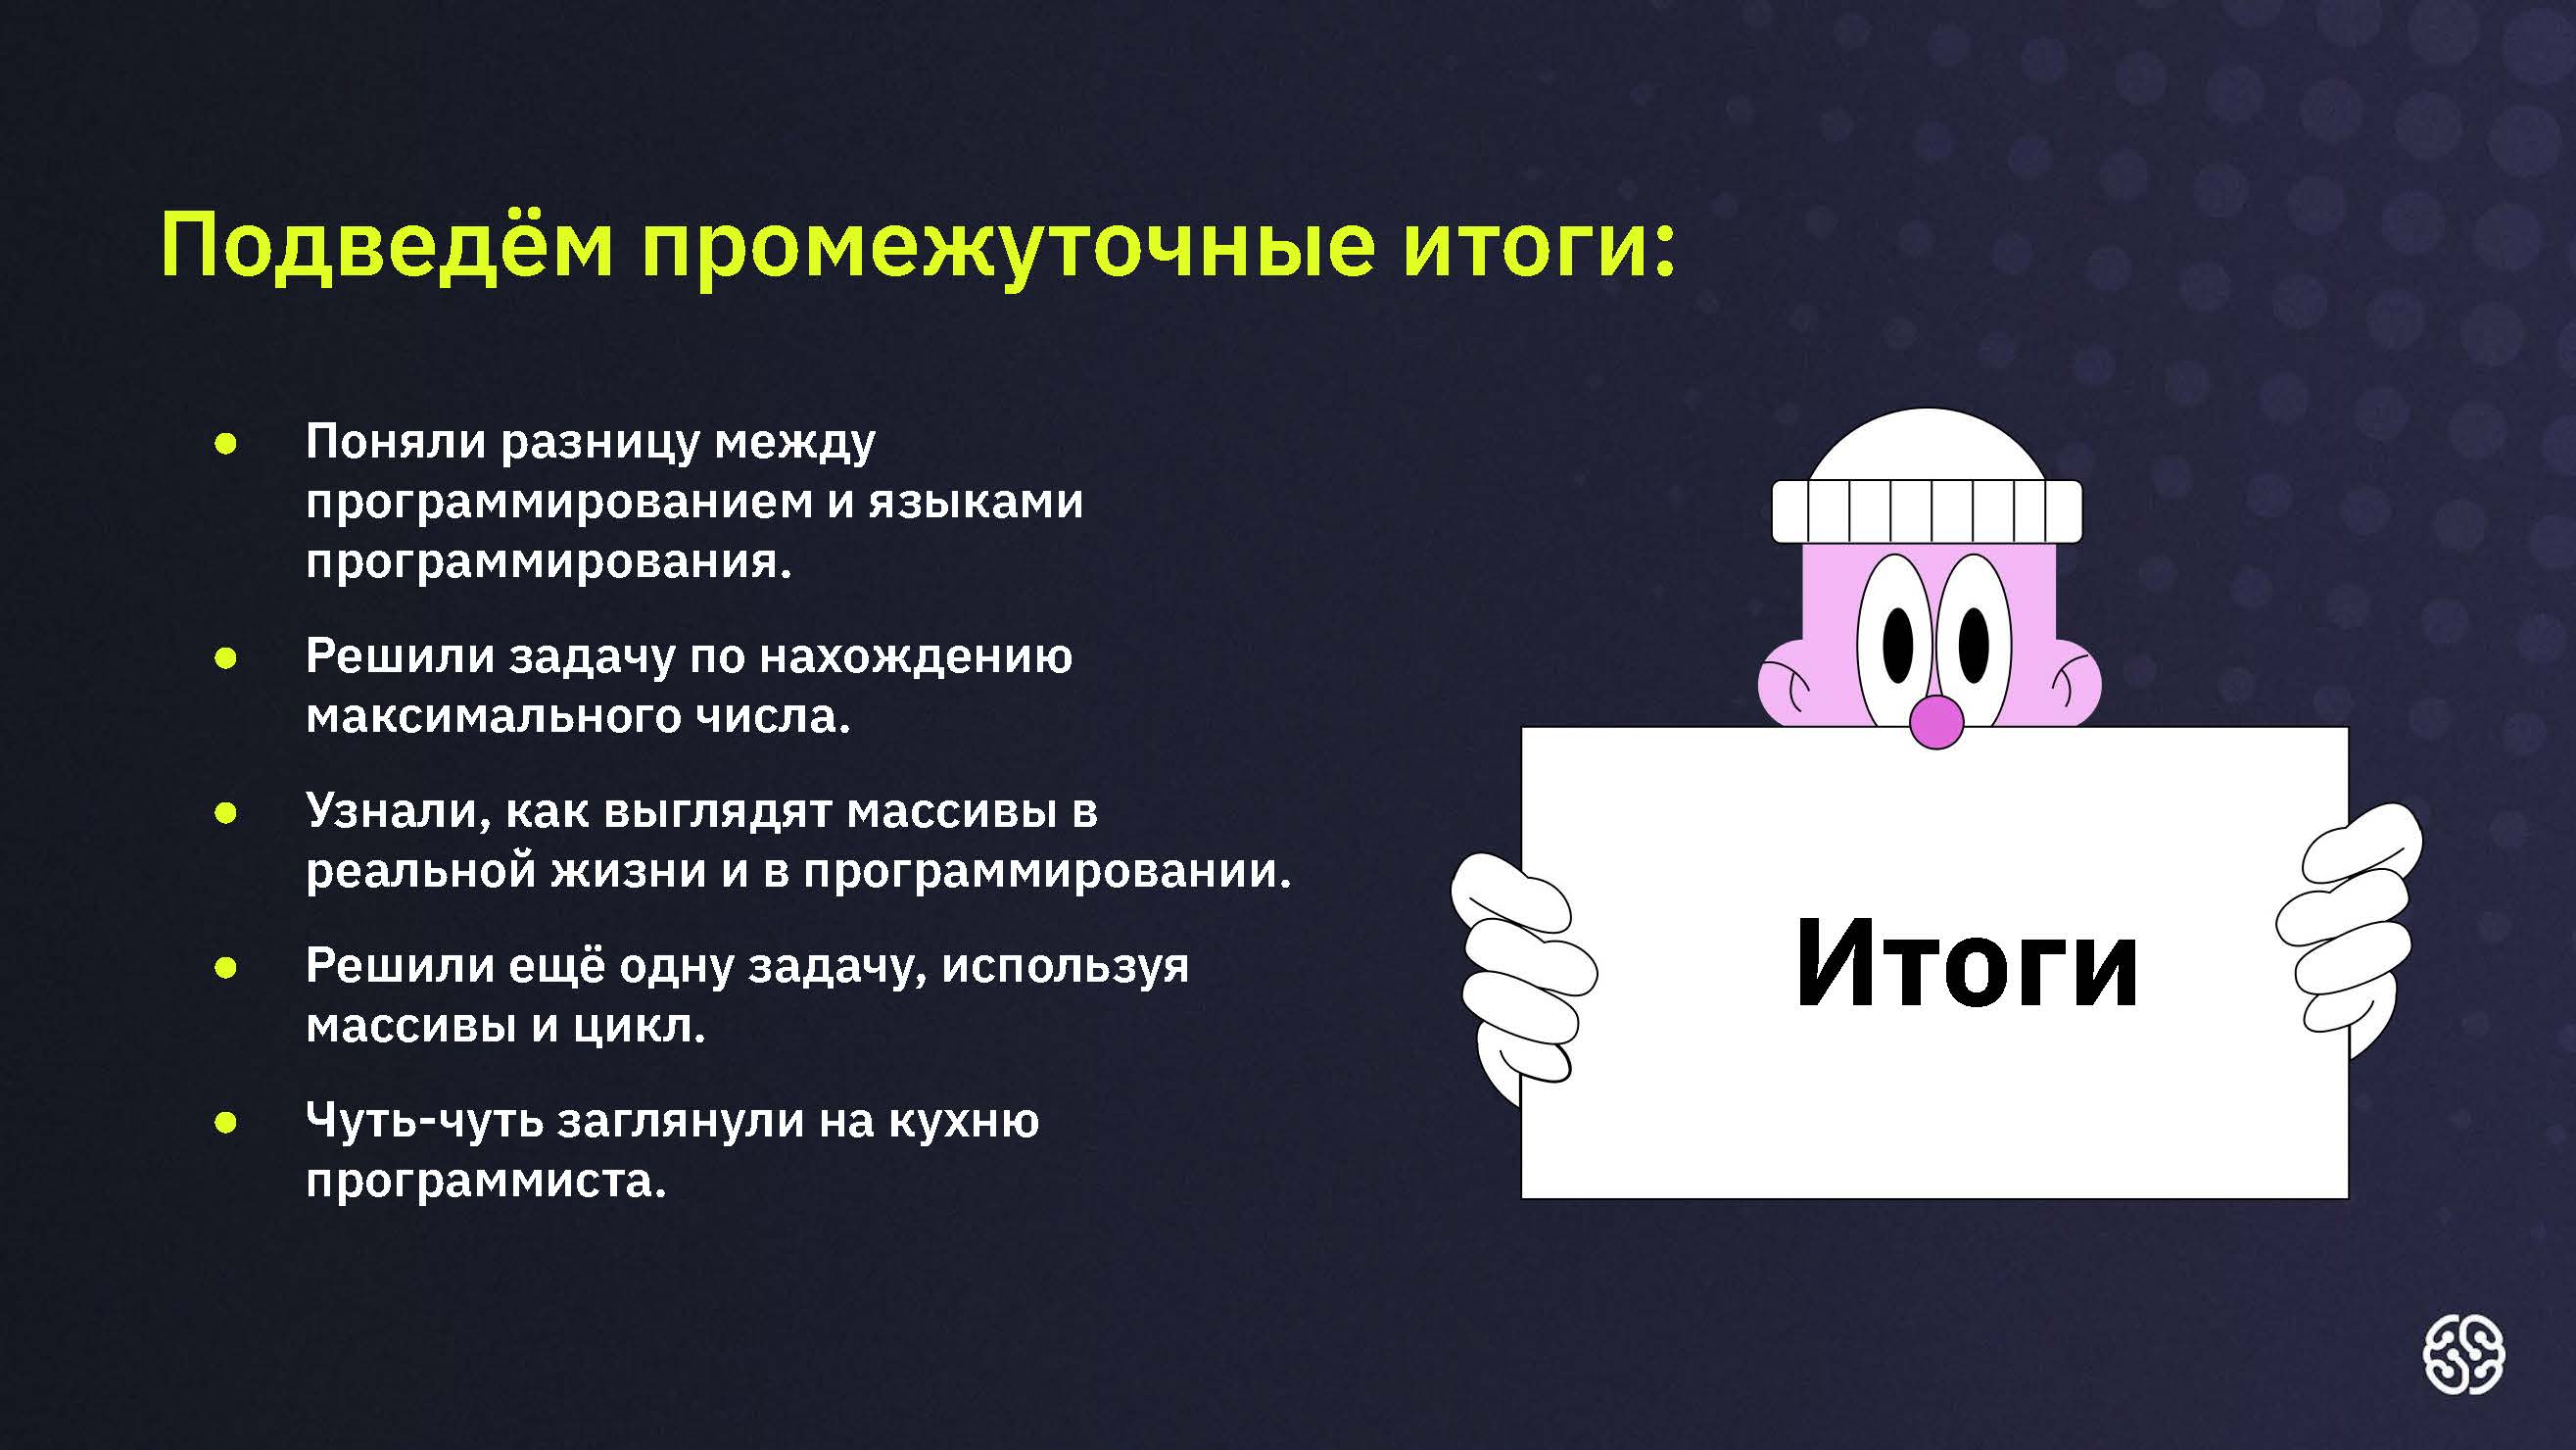 Подведём промежуточные итоги:
● Поняли разницу между
программированием и языками
программирования.
● Решили задачу по нахождению
максимального числа.
● Узнали, как выглядят массивы в
реальной жизни и в программировании.
● Решили ещё одну задачу, используя
массивы и цикл.
● Чуть-чуть заглянули на кухню
программиста.
Итоги